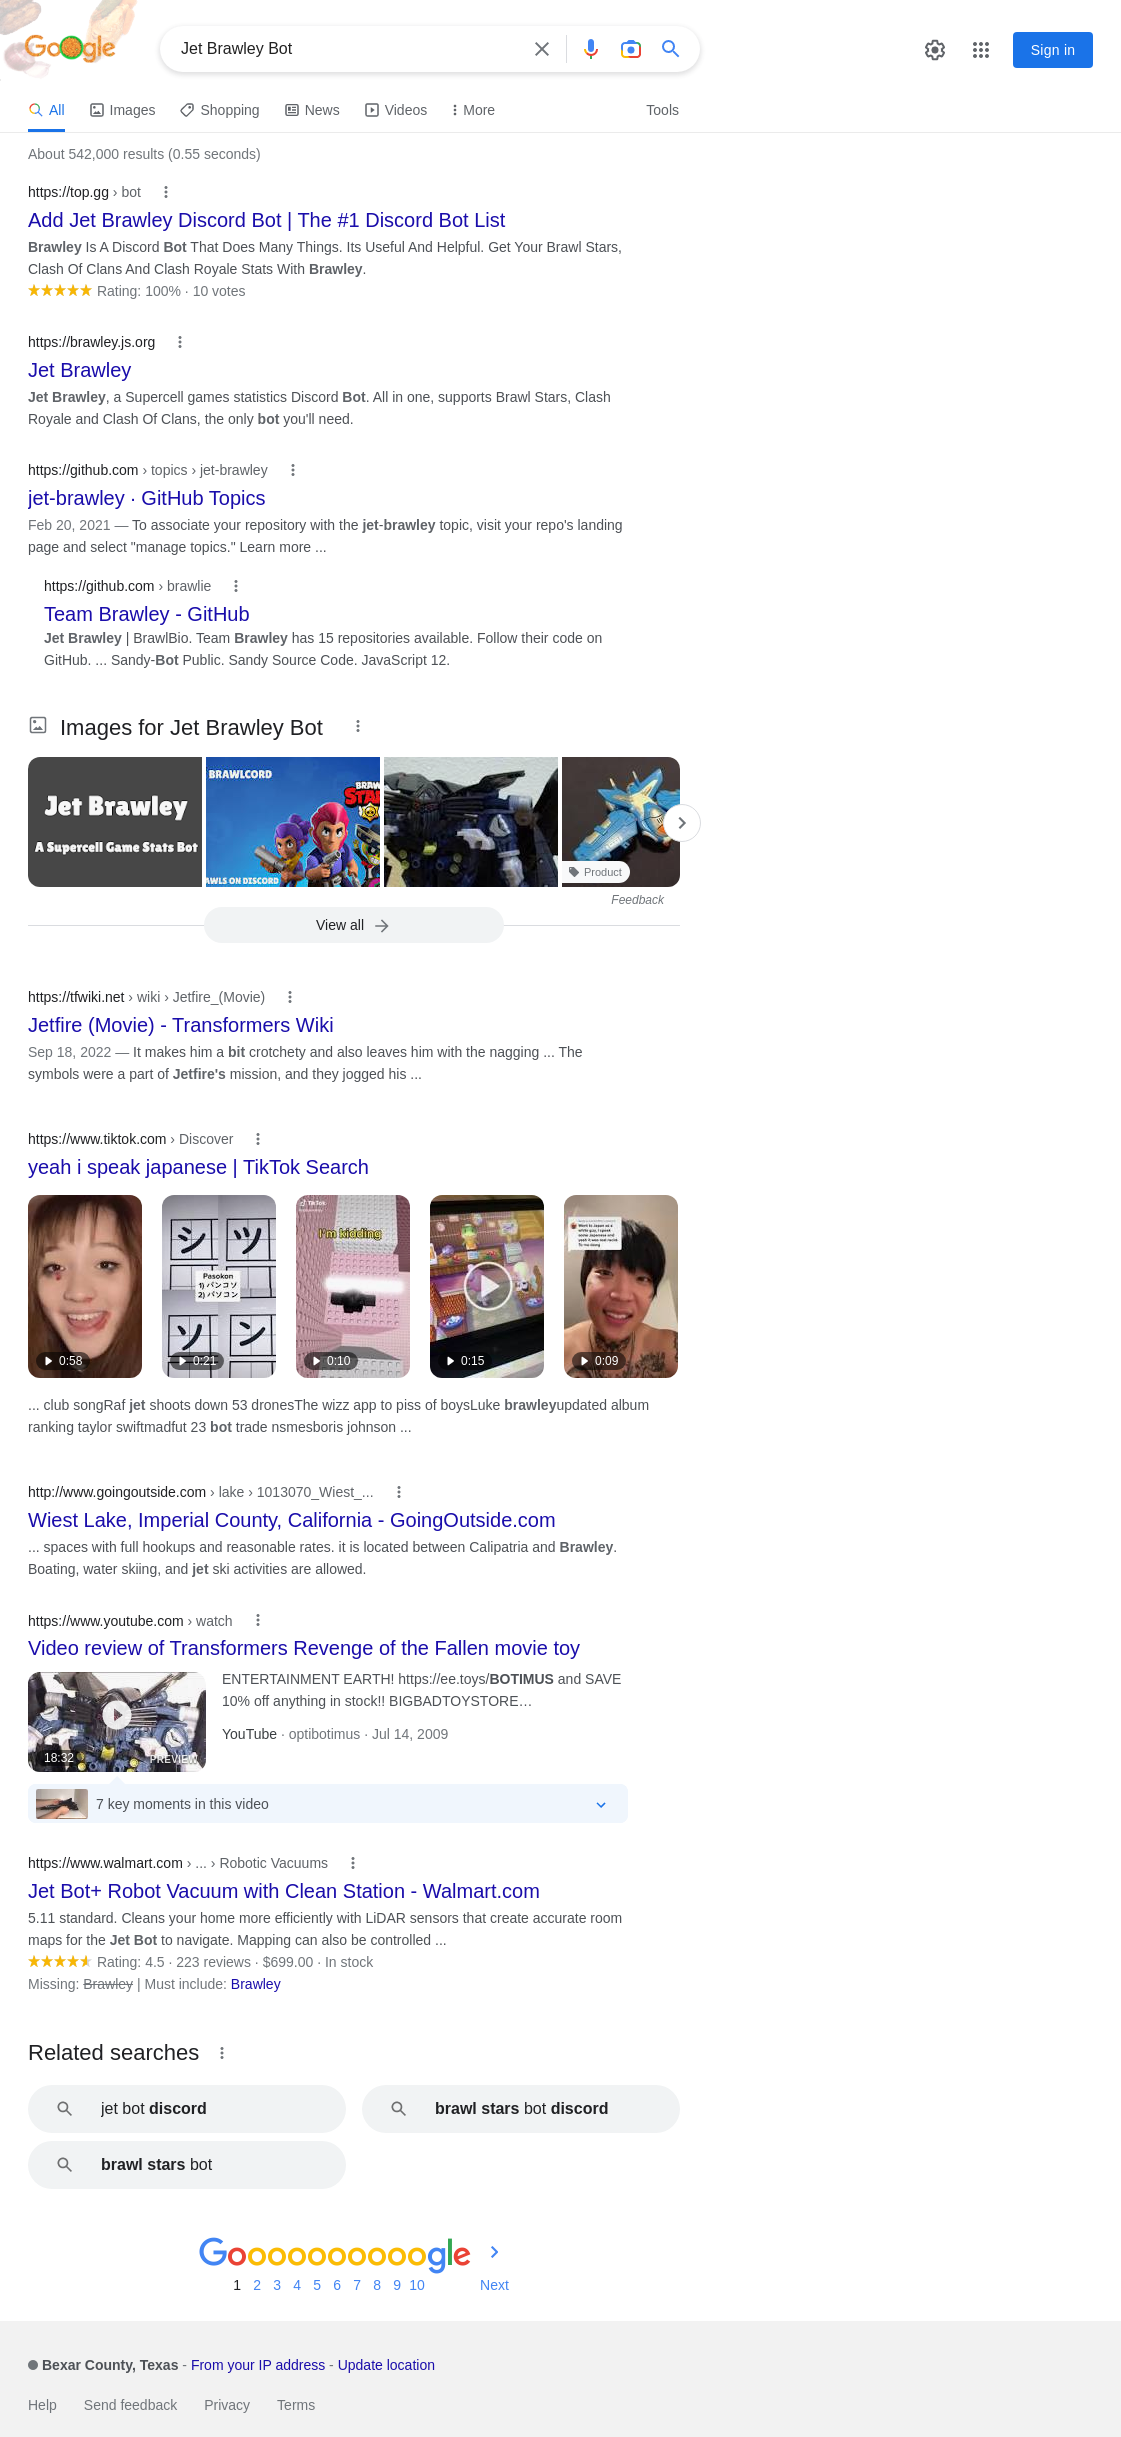 Google
Jet Brawley Bot
Sign in
All
Images
Shopping
News
Videos
More
Tools
About 542,000 results (0.55 seconds)
https://top.gg › bot
Add Jet Brawley Discord Bot | The #1 Discord Bot List
Brawley Is A Discord Bot That Does Many Things. Its Useful And Helpful. Get Your Brawl Stars,
Clash Of Clans And Clash Royale Stats With Brawley.
Rating: 100% · 10 votes
https://brawley.js.org
Jet Brawley
Jet Brawley, a Supercell games statistics Discord Bot. All in one, supports Brawl Stars, Clash
Royale and Clash Of Clans, the only bot you'll need.
https://github.com › topics › jet-brawley
jet-brawley · GitHub Topics
Feb 20, 2021 — To associate your repository with the jet-brawley topic, visit your repo's landing
page and select "manage topics." Learn more ...
https://github.com › brawlie
Team Brawley - GitHub
Jet Brawley | BrawlBio. Team Brawley has 15 repositories available. Follow their code on
GitHub. ... Sandy-Bot Public. Sandy Source Code. JavaScript 12.
Images for Jet Brawley Bot
Jet Brawley
A Supercell Game Stats Bot
BRAWLCORD
BRAW
STA
AWLS ON DISCORD
Product
Feedback
View all
https://tfwiki.net › wiki › Jetfire_(Movie)
Jetfire (Movie) - Transformers Wiki
Sep 18, 2022 — It makes him a bit crotchety and also leaves him with the nagging ... The
symbols were a part of Jetfire's mission, and they jogged his ...
https://www.tiktok.com › Discover
yeah i speak japanese | TikTok Search
0:58
シ ツ
Pasokon
1) パンコソ
2) パソコン
ソ ン
0:21
TikTok
I'm kidding
0:10
0:15
0:09
... club songRaf jet shoots down 53 dronesThe wizz app to piss of boysLuke brawleyupdated album
ranking taylor swiftmadfut 23 bot trade nsmesboris johnson ...
http://www.goingoutside.com › lake › 1013070_Wiest_...
Wiest Lake, Imperial County, California - GoingOutside.com
... spaces with full hookups and reasonable rates. it is located between Calipatria and Brawley.
Boating, water skiing, and jet ski activities are allowed.
https://www.youtube.com › watch
Video review of Transformers Revenge of the Fallen movie toy
18:32
PREVIEW
ENTERTAINMENT EARTH! https://ee.toys/BOTIMUS and SAVE
10% off anything in stock!! BIGBADTOYSTORE…
YouTube · optibotimus · Jul 14, 2009
7 key moments in this video
https://www.walmart.com › ... › Robotic Vacuums
Jet Bot+ Robot Vacuum with Clean Station - Walmart.com
5.11 standard. Cleans your home more efficiently with LiDAR sensors that create accurate room
maps for the Jet Bot to navigate. Mapping can also be controlled ...
Rating: 4.5 · 223 reviews · $699.00 · In stock
Missing: Brawley | Must include: Brawley
Related searches
jet bot discord
brawl stars bot discord
brawl stars bot
Goooooooooogle
1 2 3 4 5 6 7 8 9 10 Next
Bexar County, Texas - From your IP address - Update location
Help Send feedback Privacy Terms